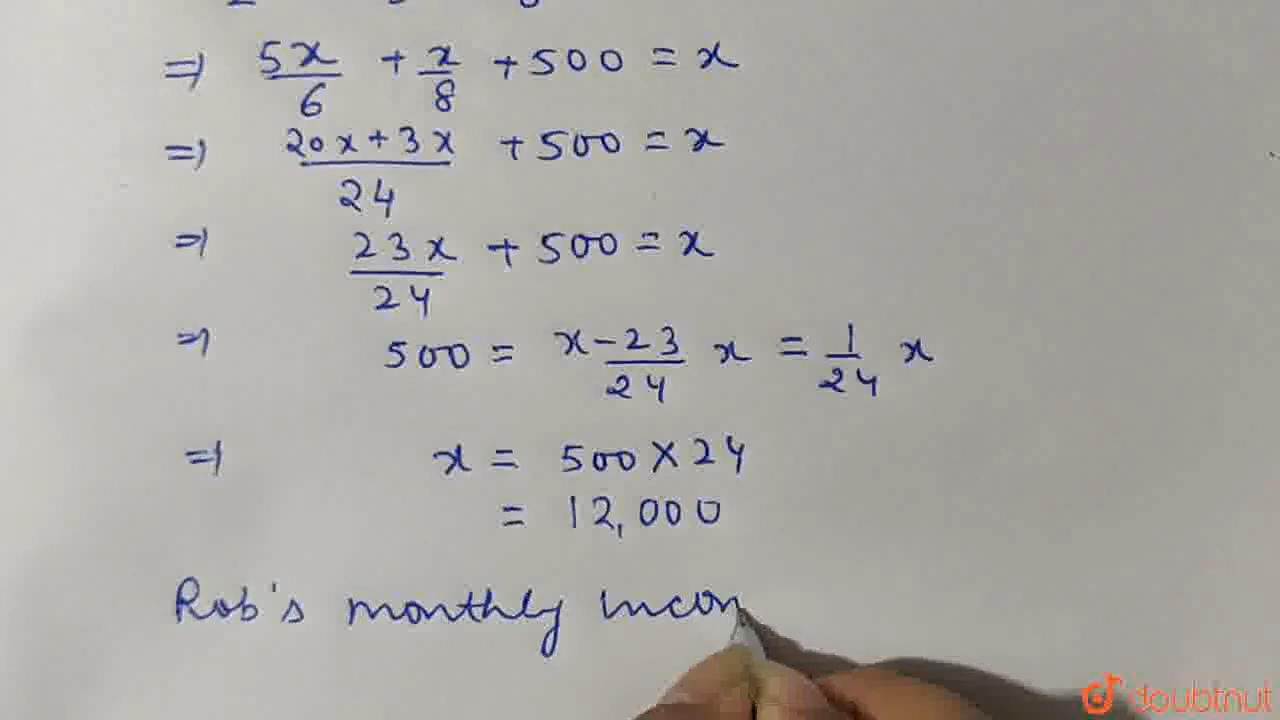 ⇒ 5x/6 + x/8 + 500 = x
⇒ 20x + 3x/24 + 500 = x
⇒ 23x/24 + 500 = x
⇒ 500 = x - 23/24 x = 1/24 x
⇒ x = 500 × 24
= 12,000
Rob's monthly incom
doubtnut